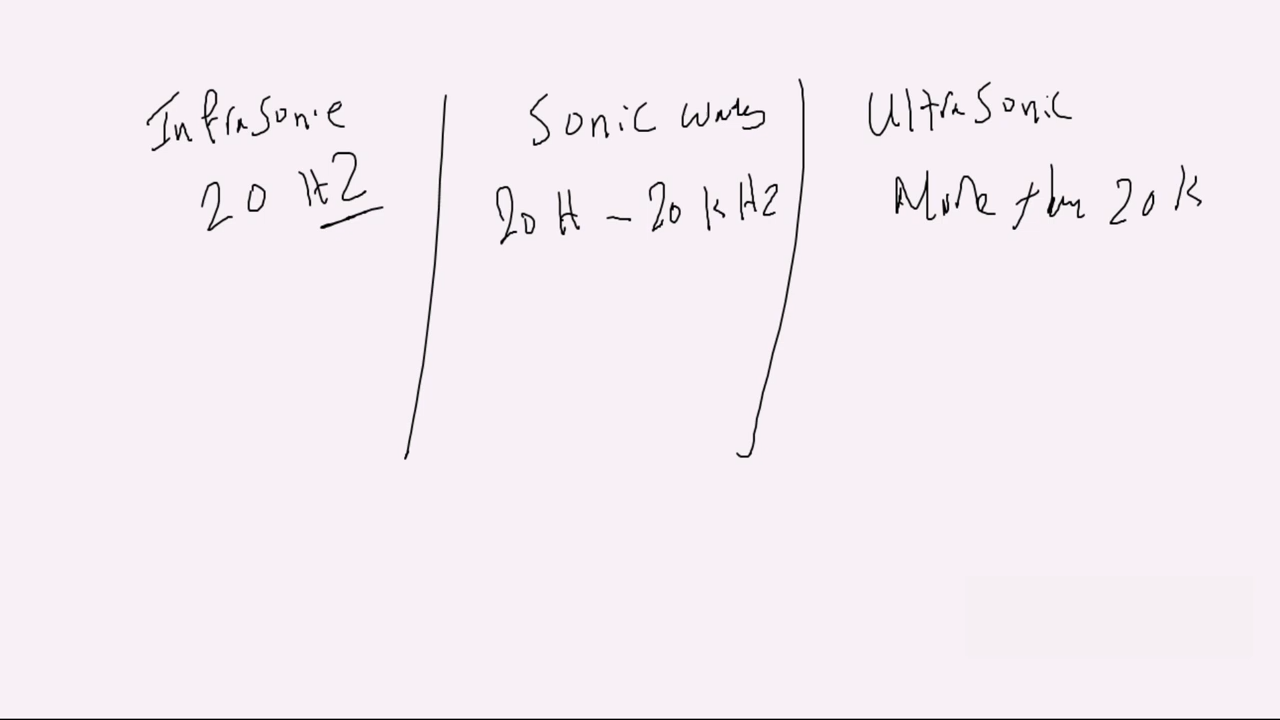 Infrasonic
20 HZ
Sonic waves
20 H - 20 KHZ
Ultrasonic
More than 20 K